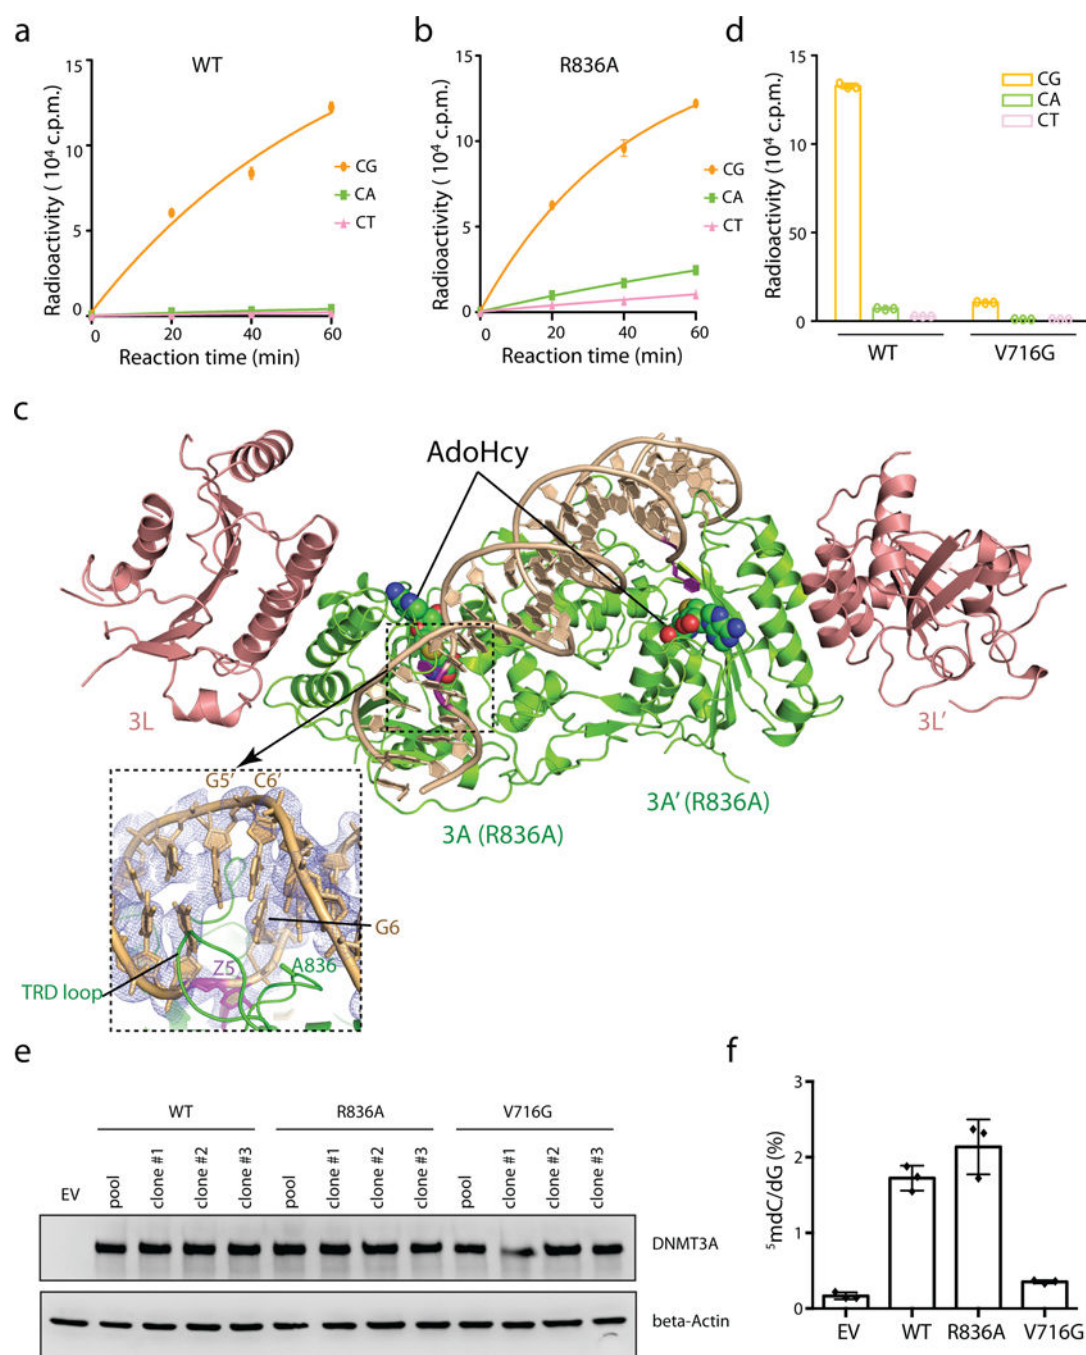 a
WT
Radioactivity ( 10⁴ c.p.m.)
15
10
5
0
0 20 40 60
Reaction time (min)
CG
CA
CT
b
R836A
Radioactivity ( 10⁴ c.p.m.)
15
10
5
0
0 20 40 60
Reaction time (min)
CG
CA
CT
d
Radioactivity (10⁴ c.p.m.)
15
10
50
0
WT V716G
CG
CA
CT
c
AdoHcy
3L
3L′
3A (R836A)
3A′ (R836A)
G5′ C6′
G6
Z5
A836
TRD loop
e
WT R836A V716G
EV pool clone #1 clone #2 clone #3 pool clone #1 clone #2 clone #3 pool clone #1 clone #2 clone #3
DNMT3A
beta-Actin
f
⁵mdC/dG (%)
3
2
1
0
EV WT R836A V716G